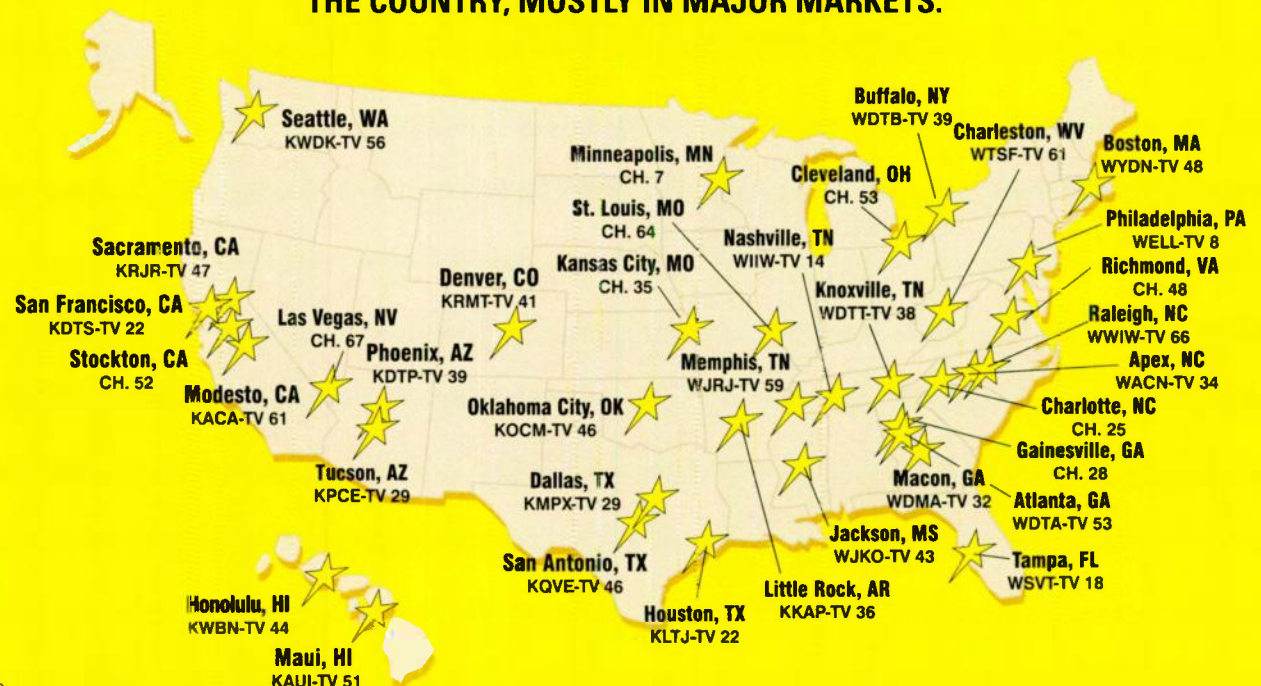 THE COUNTRY, MOSTLY IN MAJOR MARKETS.
Seattle, WA
KWDK-TV 56
Minneapolis, MN
CH. 7
St. Louis, MO
CH. 64
Kansas City, MO
CH. 35
Buffalo, NY
WDTB-TV 39
Charleston, WV
WTSF-TV 61
Boston, MA
WYDN-TV 48
Cleveland, OH
CH. 53
Nashville, TN
WIIW-TV 14
Knoxville, TN
WDTT-TV 38
Philadelphia, PA
WELL-TV 8
Richmond, VA
CH. 48
Raleigh, NC
WWIW-TV 66
Apex, NC
WACN-TV 34
Charlotte, NC
CH. 25
Gainesville, GA
CH. 28
Atlanta, GA
WDTA-TV 53
Macon, GA
WDMA-TV 32
Sacramento, CA
KRJR-TV 47
San Francisco, CA
KDTS-TV 22
Stockton, CA
CH. 52
Modesto, CA
KACA-TV 61
Las Vegas, NV
CH. 67
Phoenix, AZ
KDTP-TV 39
Tucson, AZ
KPCE-TV 29
Denver, CO
KRMT-TV 41
Oklahoma City, OK
KOCM-TV 46
Memphis, TN
WJRJ-TV 59
Dallas, TX
KMPX-TV 29
San Antonio, TX
KQVE-TV 46
Houston, TX
KLTJ-TV 22
Little Rock, AR
KKAP-TV 36
Jackson, MS
WJKO-TV 43
Tampa, FL
WSVT-TV 18
Honolulu, HI
KWBN-TV 44
Maui, HI
KAUI-TV 51